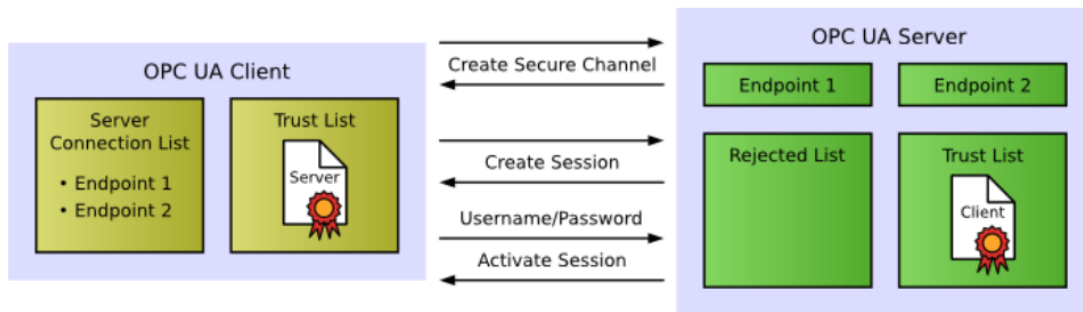 OPC UA Client
Server
Connection List
• Endpoint 1
• Endpoint 2
Trust List
Server
Create Secure Channel
Create Session
Username/Password
Activate Session
OPC UA Server
Endpoint 1
Endpoint 2
Rejected List
Trust List
Client